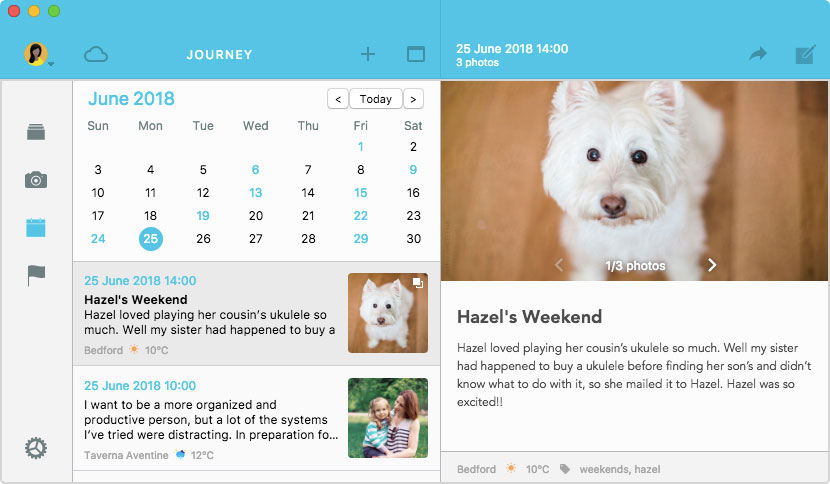 JOURNEY
25 June 2018 14:00
3 photos
June 2018
< Today >
Sun Mon Tue Wed Thu Fri Sat
1 2
3 4 5 6 7 8 9
10 11 12 13 14 15 16
17 18 19 20 21 22 23
24 25 26 27 28 29 30
25 June 2018 14:00
Hazel's Weekend
Hazel loved playing her cousin's ukulele so
much. Well my sister had happened to buy a
Bedford 10°C
25 June 2018 10:00
I want to be a more organized and
productive person, but a lot of the systems
I've tried were distracting. In preparation fo...
Taverna Aventine 12°C
1/3 photos
Hazel's Weekend
Hazel loved playing her cousin's ukulele so much. Well my sister
had happened to buy a ukulele before finding her son's and didn't
know what to do with it, so she mailed it to Hazel. Hazel was so
excited!!
Bedford 10°C weekends, hazel